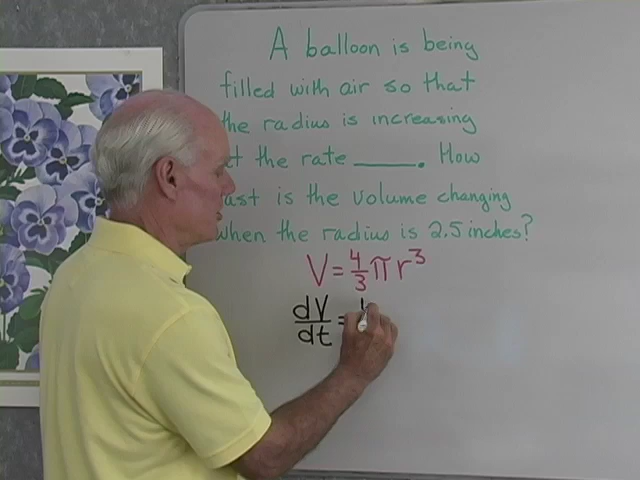 A balloon is being
filled with air so that
the radius is increasing
at the rate ______. How
fast is the volume changing
when the radius is 2.5 inches?
V = 4/3 π r³
dV/dt =